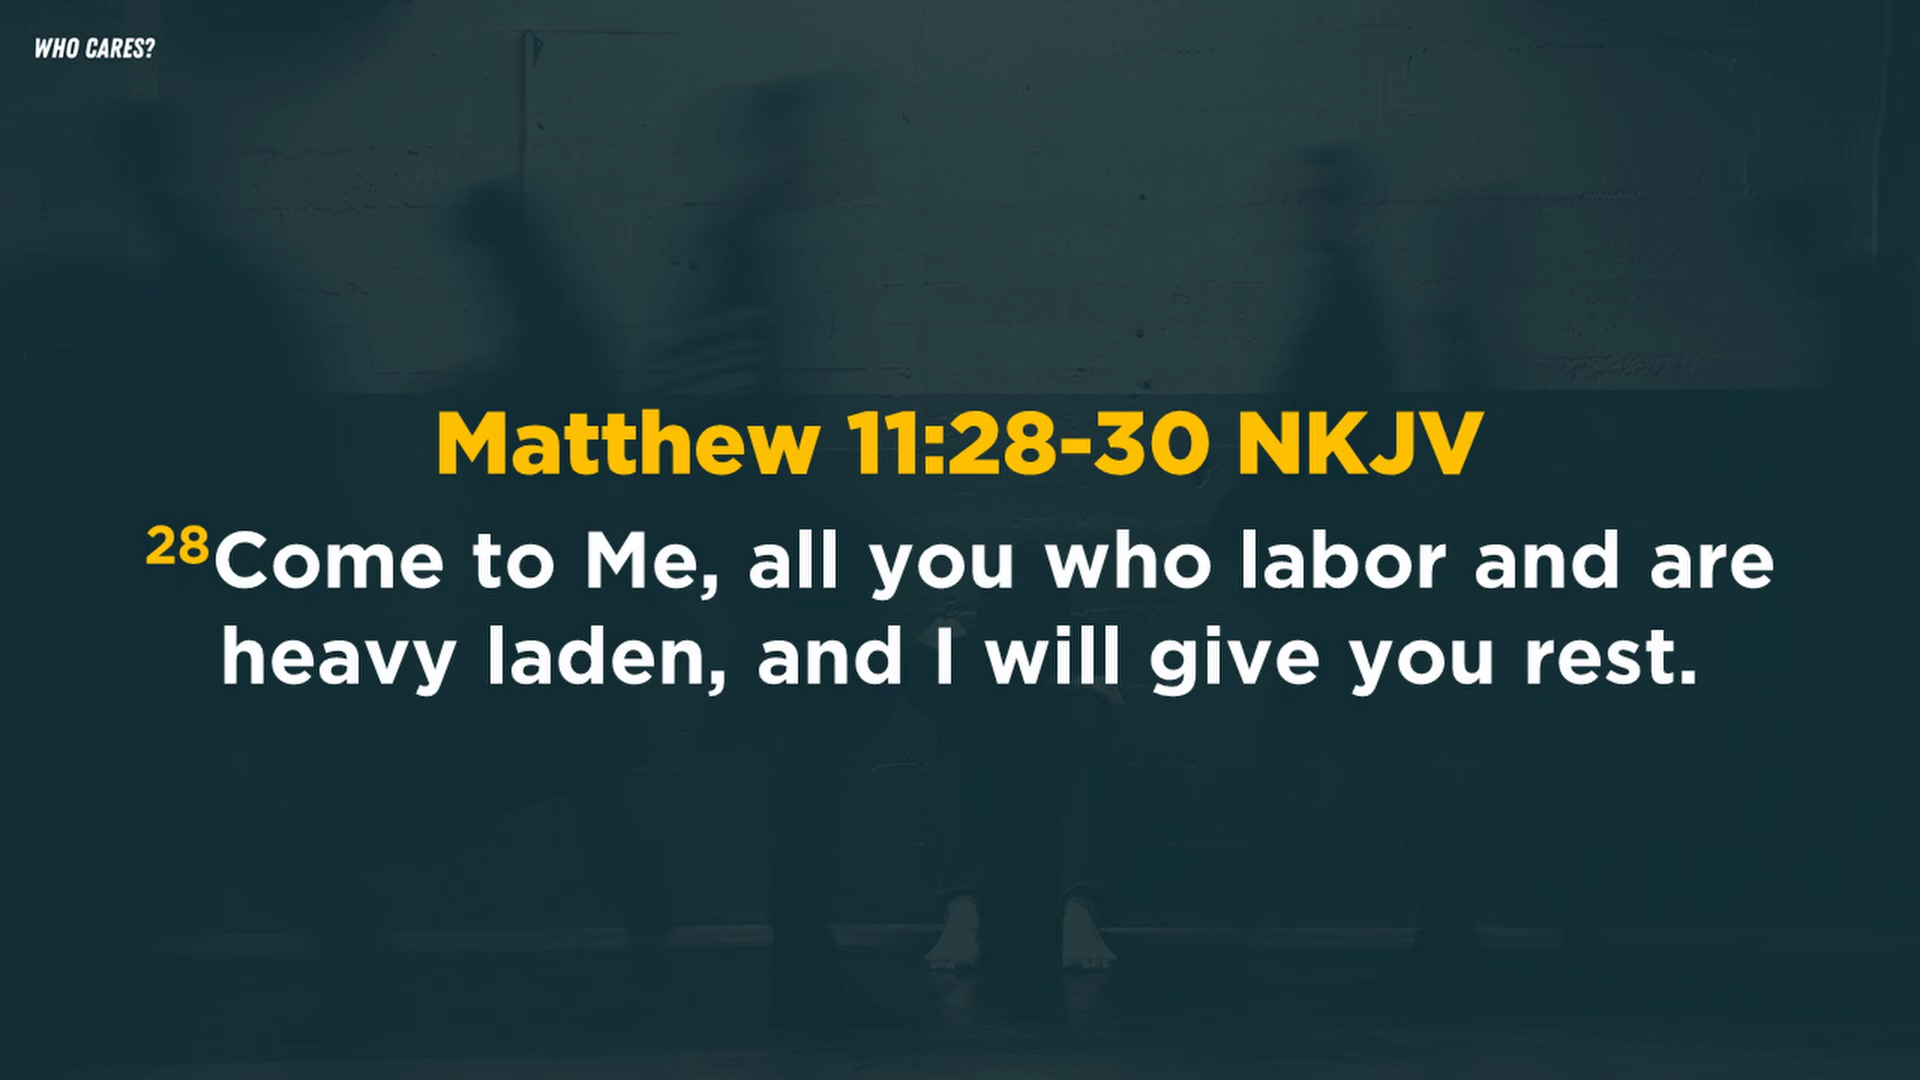 WHO CARES?
Matthew 11:28-30 NKJV
28Come to Me, all you who labor and are
heavy laden, and I will give you rest.